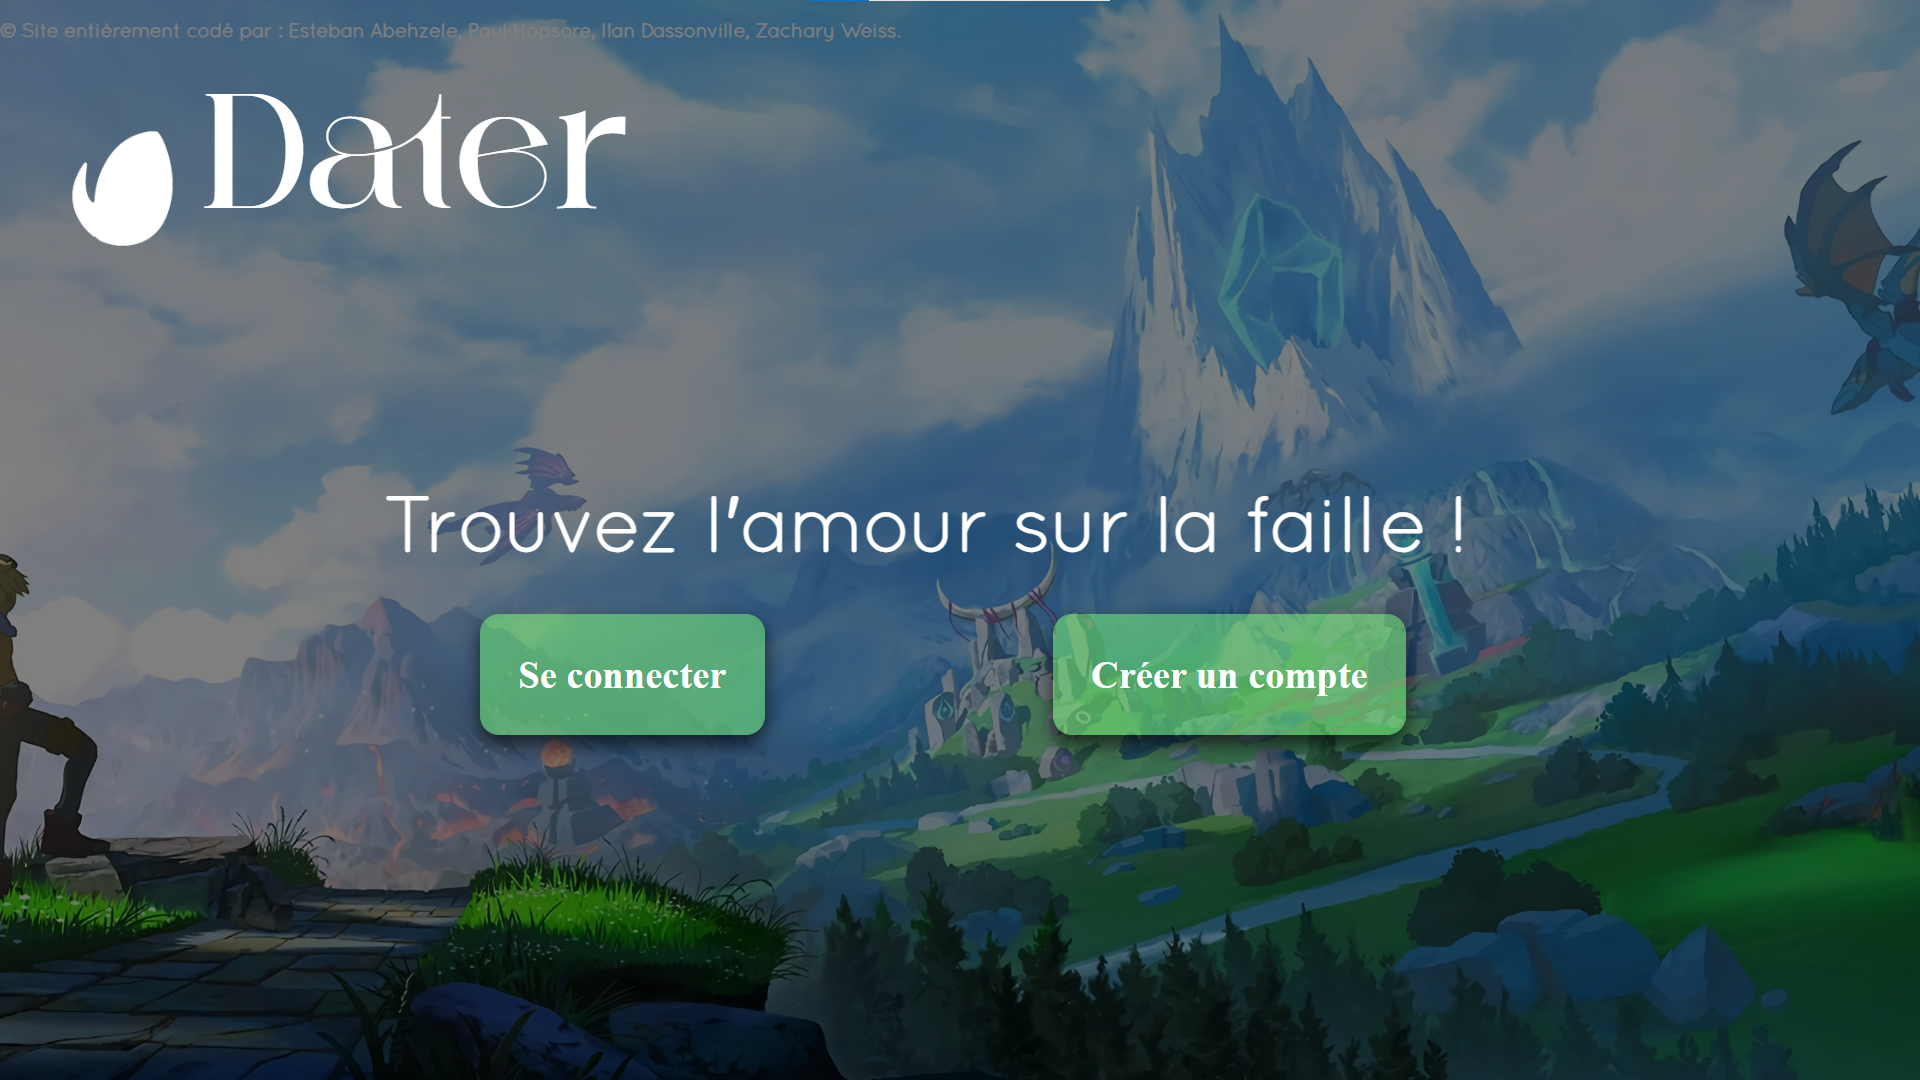 © Site entièrement codé par : Esteban Abehzele, Paul Hopsore, Ilan Dassonville, Zachary Weiss.
Dater
Trouvez l'amour sur la faille !
Se connecter
Créer un compte